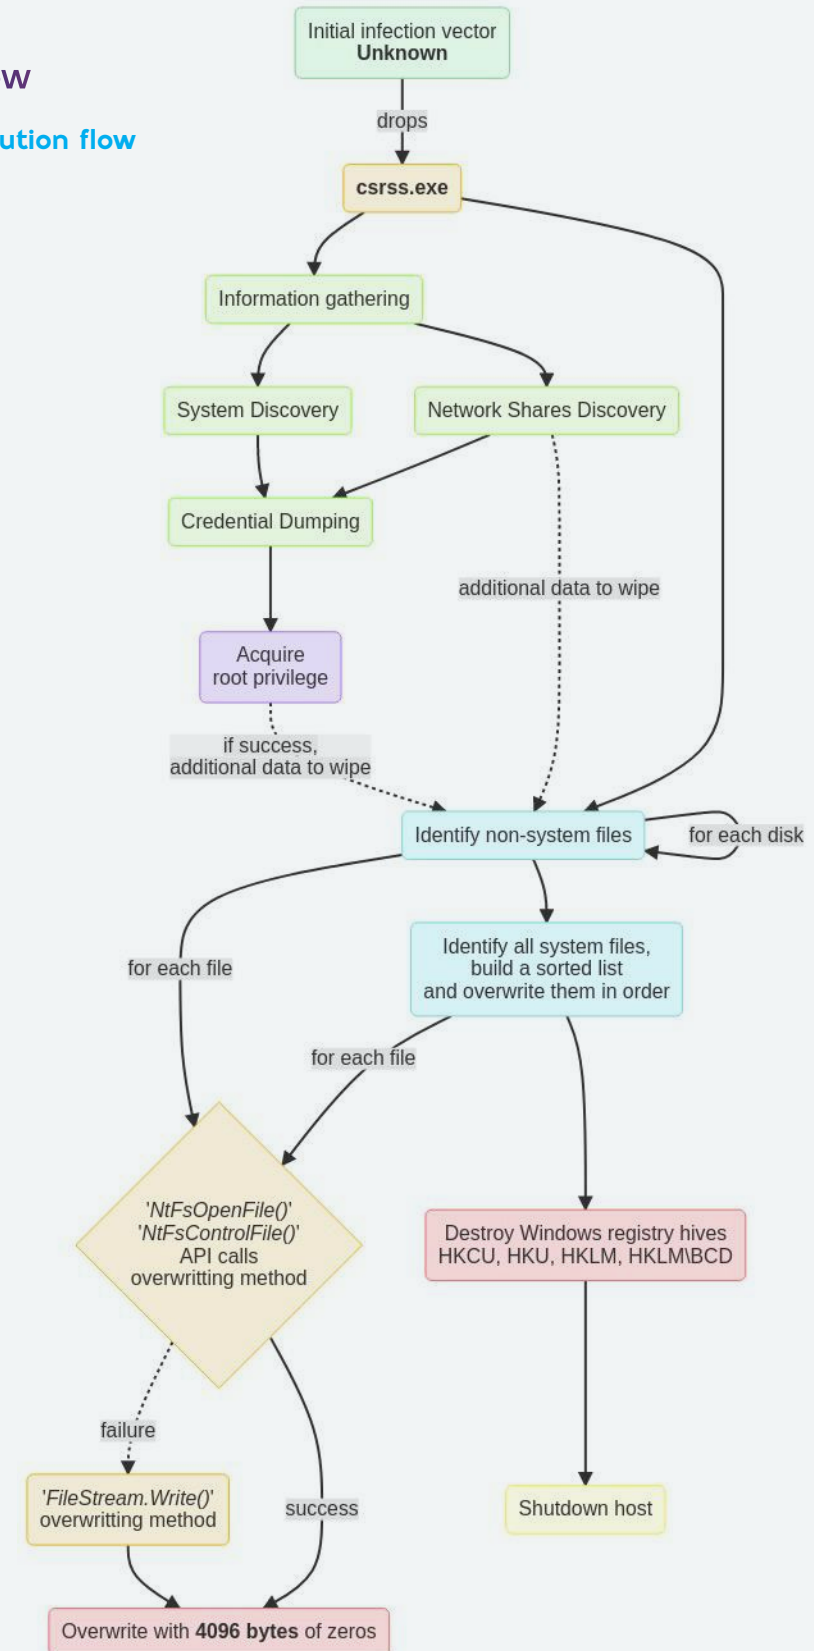 w
ution flow
Initial infection vector
Unknown
drops
csrss.exe
Information gathering
System Discovery
Network Shares Discovery
Credential Dumping
additional data to wipe
Acquire
root privilege
if success,
additional data to wipe
Identify non-system files
for each disk
for each file
Identify all system files,
build a sorted list
and overwrite them in order
for each file
'NtFsOpenFile()'
'NtFsControlFile()'
API calls
overwritting method
Destroy Windows registry hives
HKCU, HKU, HKLM, HKLM\BCD
failure
'FileStream.Write()'
overwritting method
success
Shutdown host
Overwrite with 4096 bytes of zeros